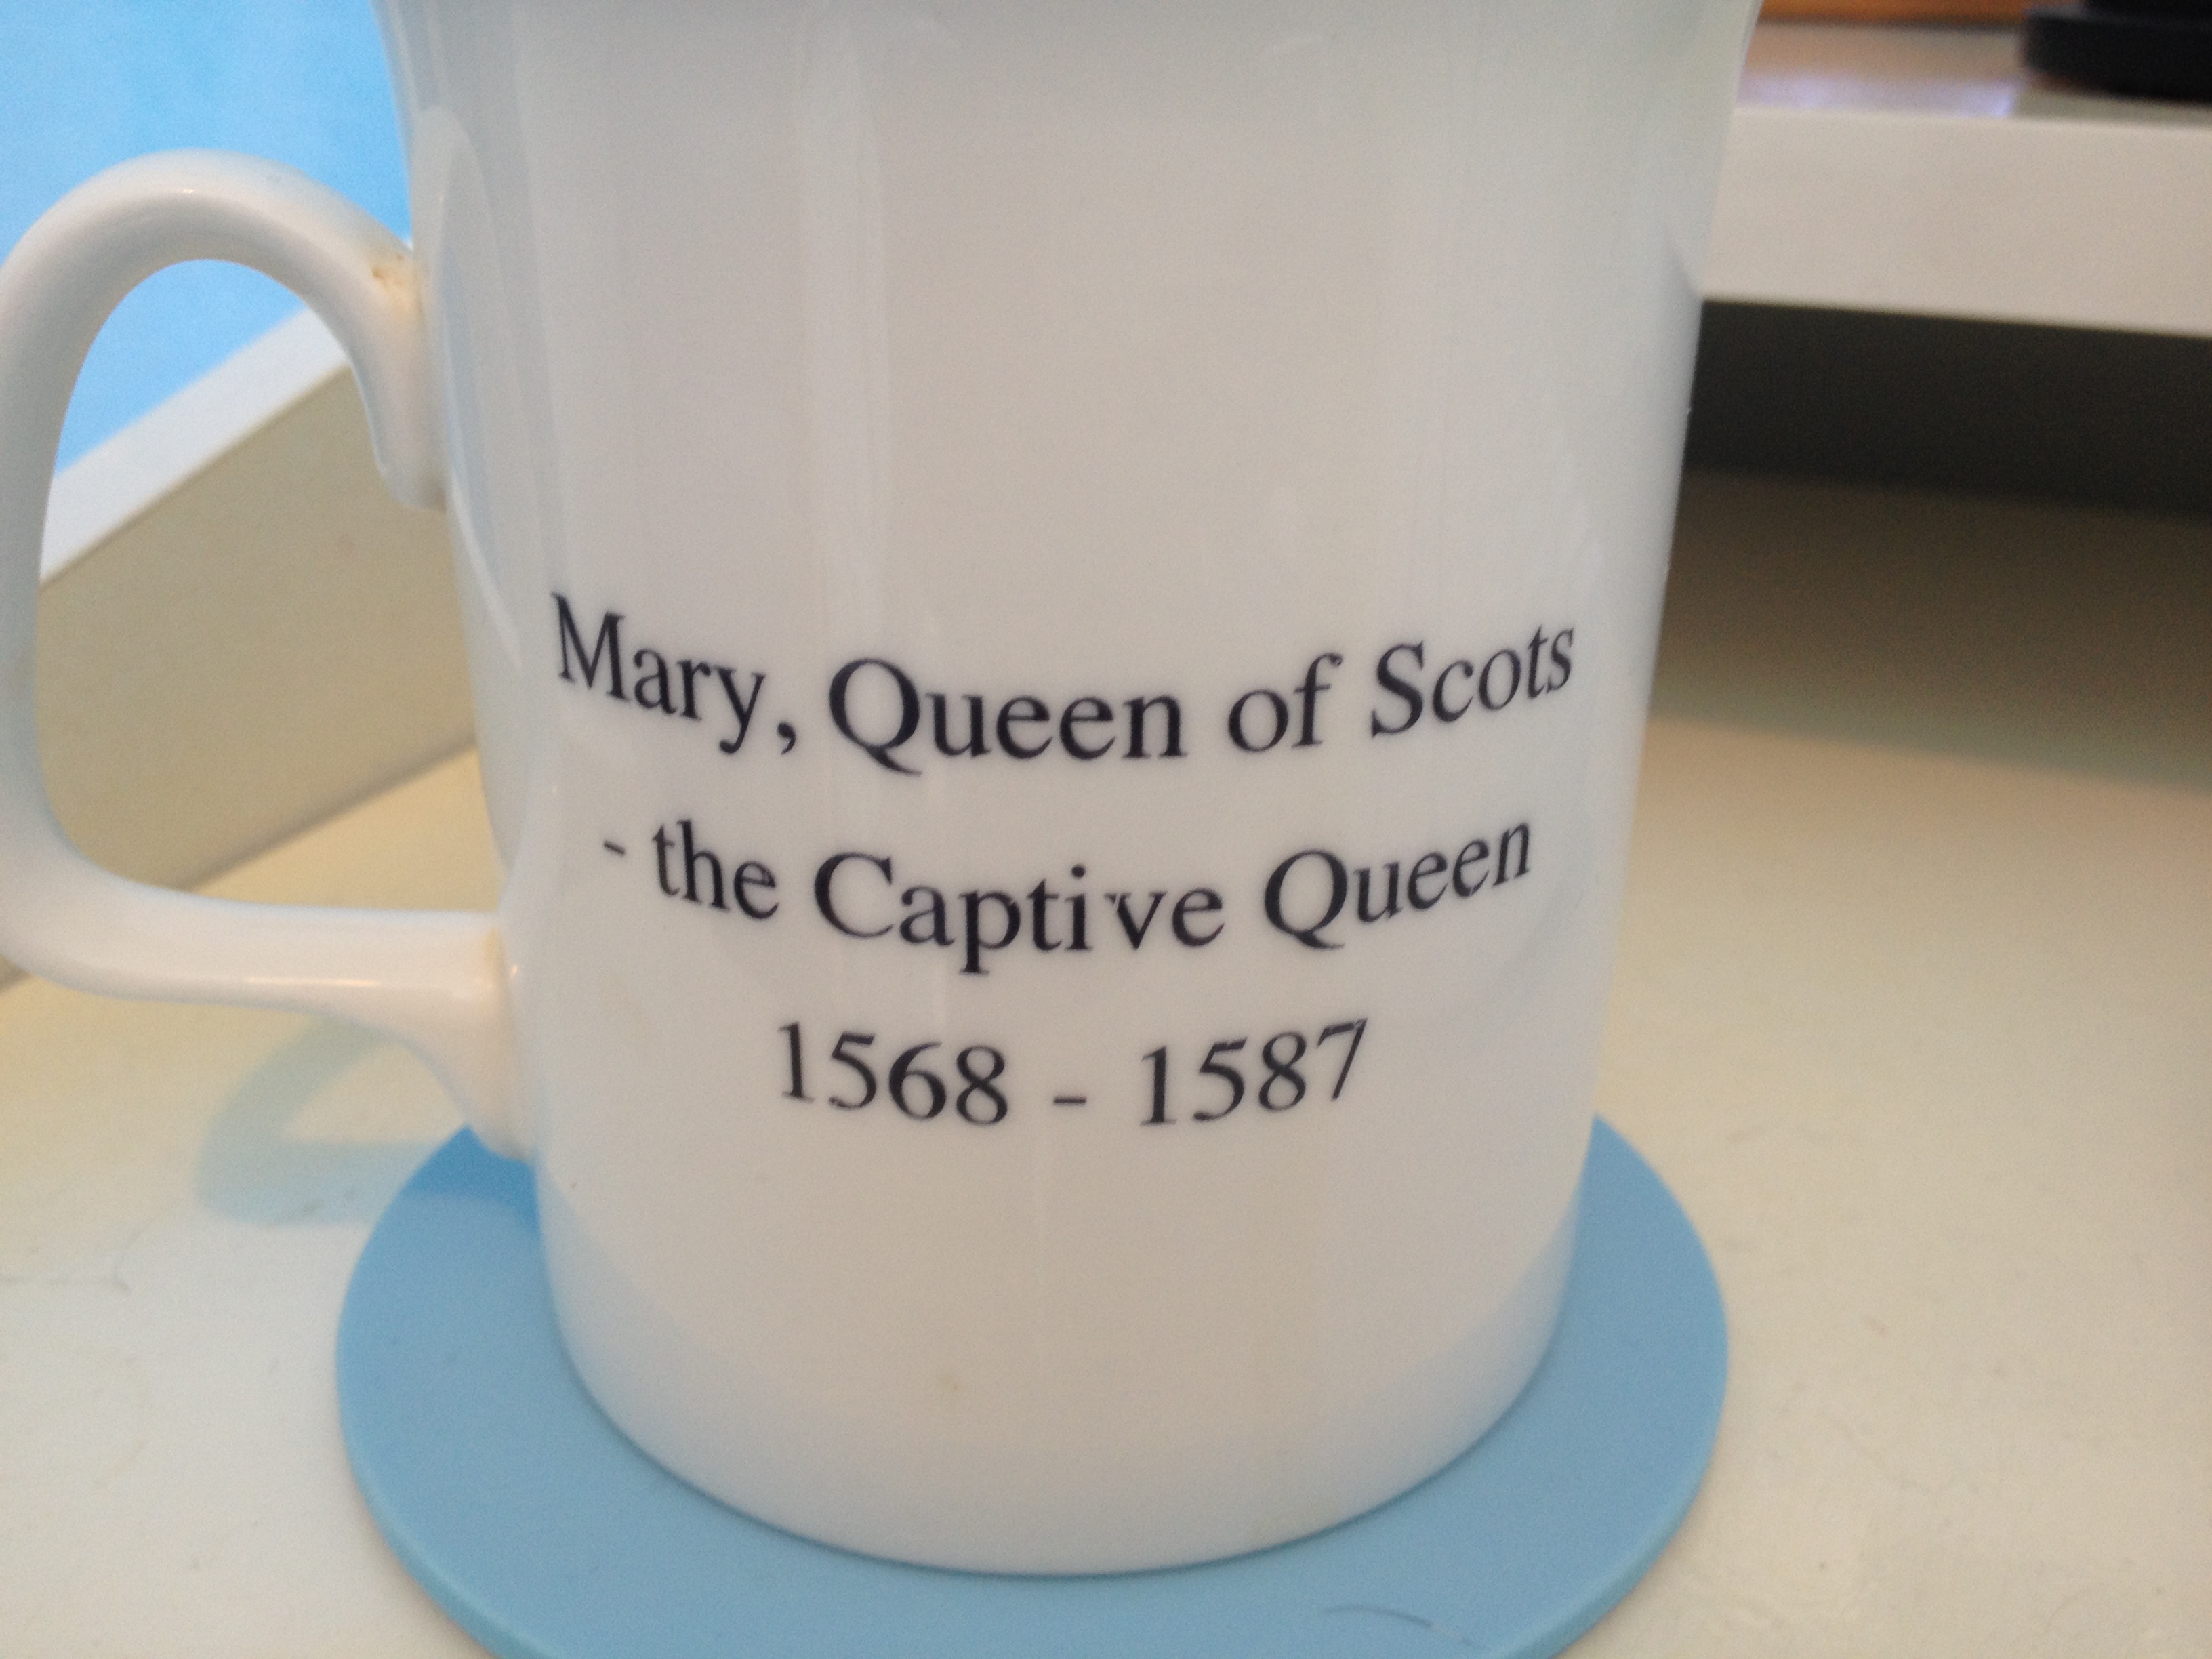 Mary, Queen of Scots
- the Captive Queen
1568 - 1587